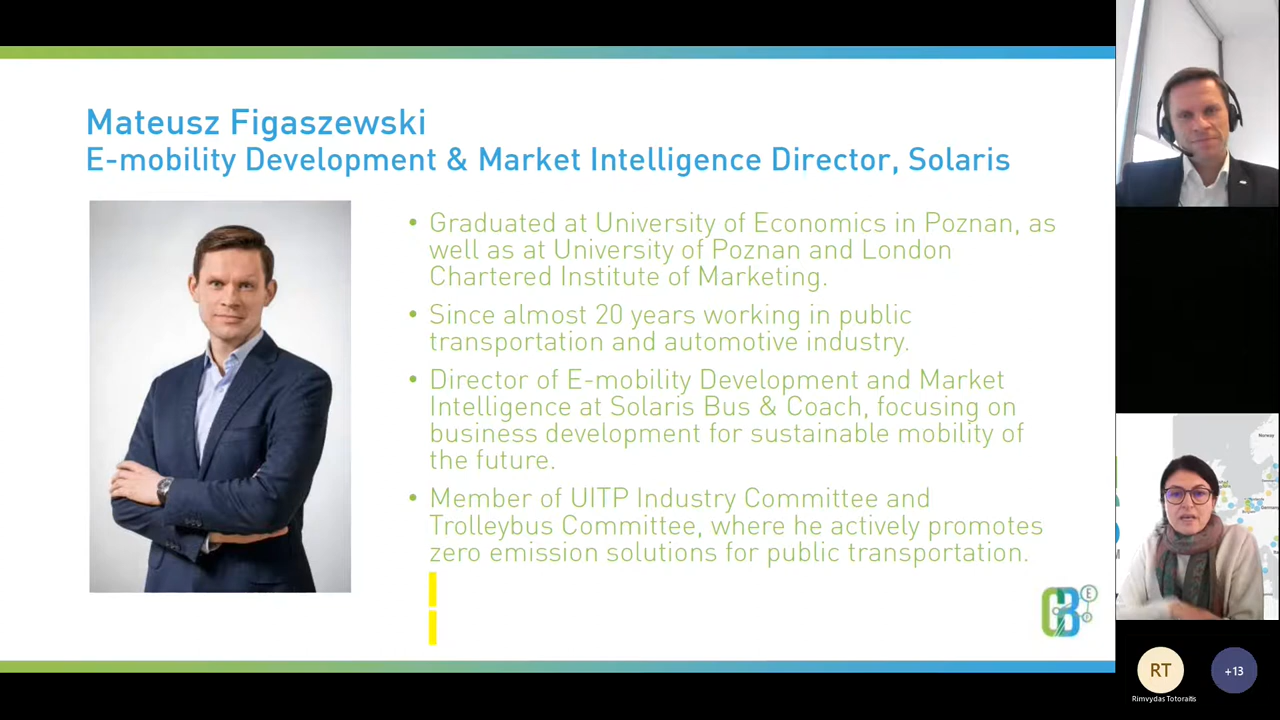 Mateusz Figaszewski
E-mobility Development & Market Intelligence Director, Solaris
• Graduated at University of Economics in Poznan, as
well as at University of Poznan and London
Chartered Institute of Marketing.
• Since almost 20 years working in public
transportation and automotive industry.
• Director of E-mobility Development and Market
Intelligence at Solaris Bus & Coach, focusing on
business development for sustainable mobility of
the future.
• Member of UITP Industry Committee and
Trolleybus Committee, where he actively promotes
zero emission solutions for public transportation.
CB
E
Norway
Germany
RT
+13
Rimvydas Totoraitis